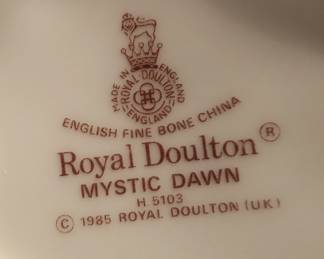 MADE IN ENGLAND
ROYAL DOULTON
ENGLAND
ENGLISH FINE BONE CHINA
Royal Doulton ®
MYSTIC DAWN
H 5103
© 1985 ROYAL DOULTON (UK)